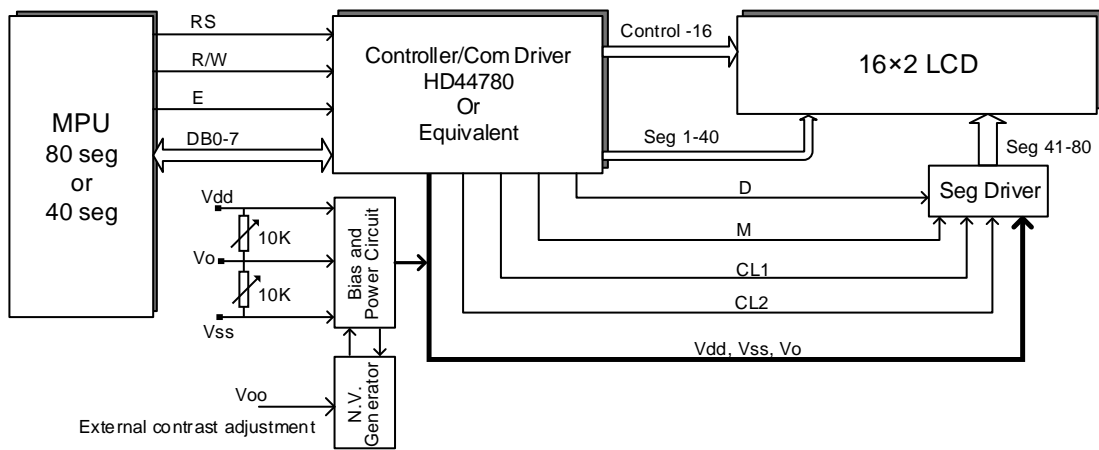 RS
R/W
E
DB0-7
MPU
80 seg
or
40 seg
Controller/Com Driver
HD44780
Or
Equivalent
Control -16
16×2 LCD
Seg 1-40
Seg 41-80
Seg Driver
D
M
CL1
CL2
Vdd, Vss, Vo
Vdd
10K
Vo
10K
Vss
Bias and
Power Circuit
N.V.
Generator
Voo
External contrast adjustment